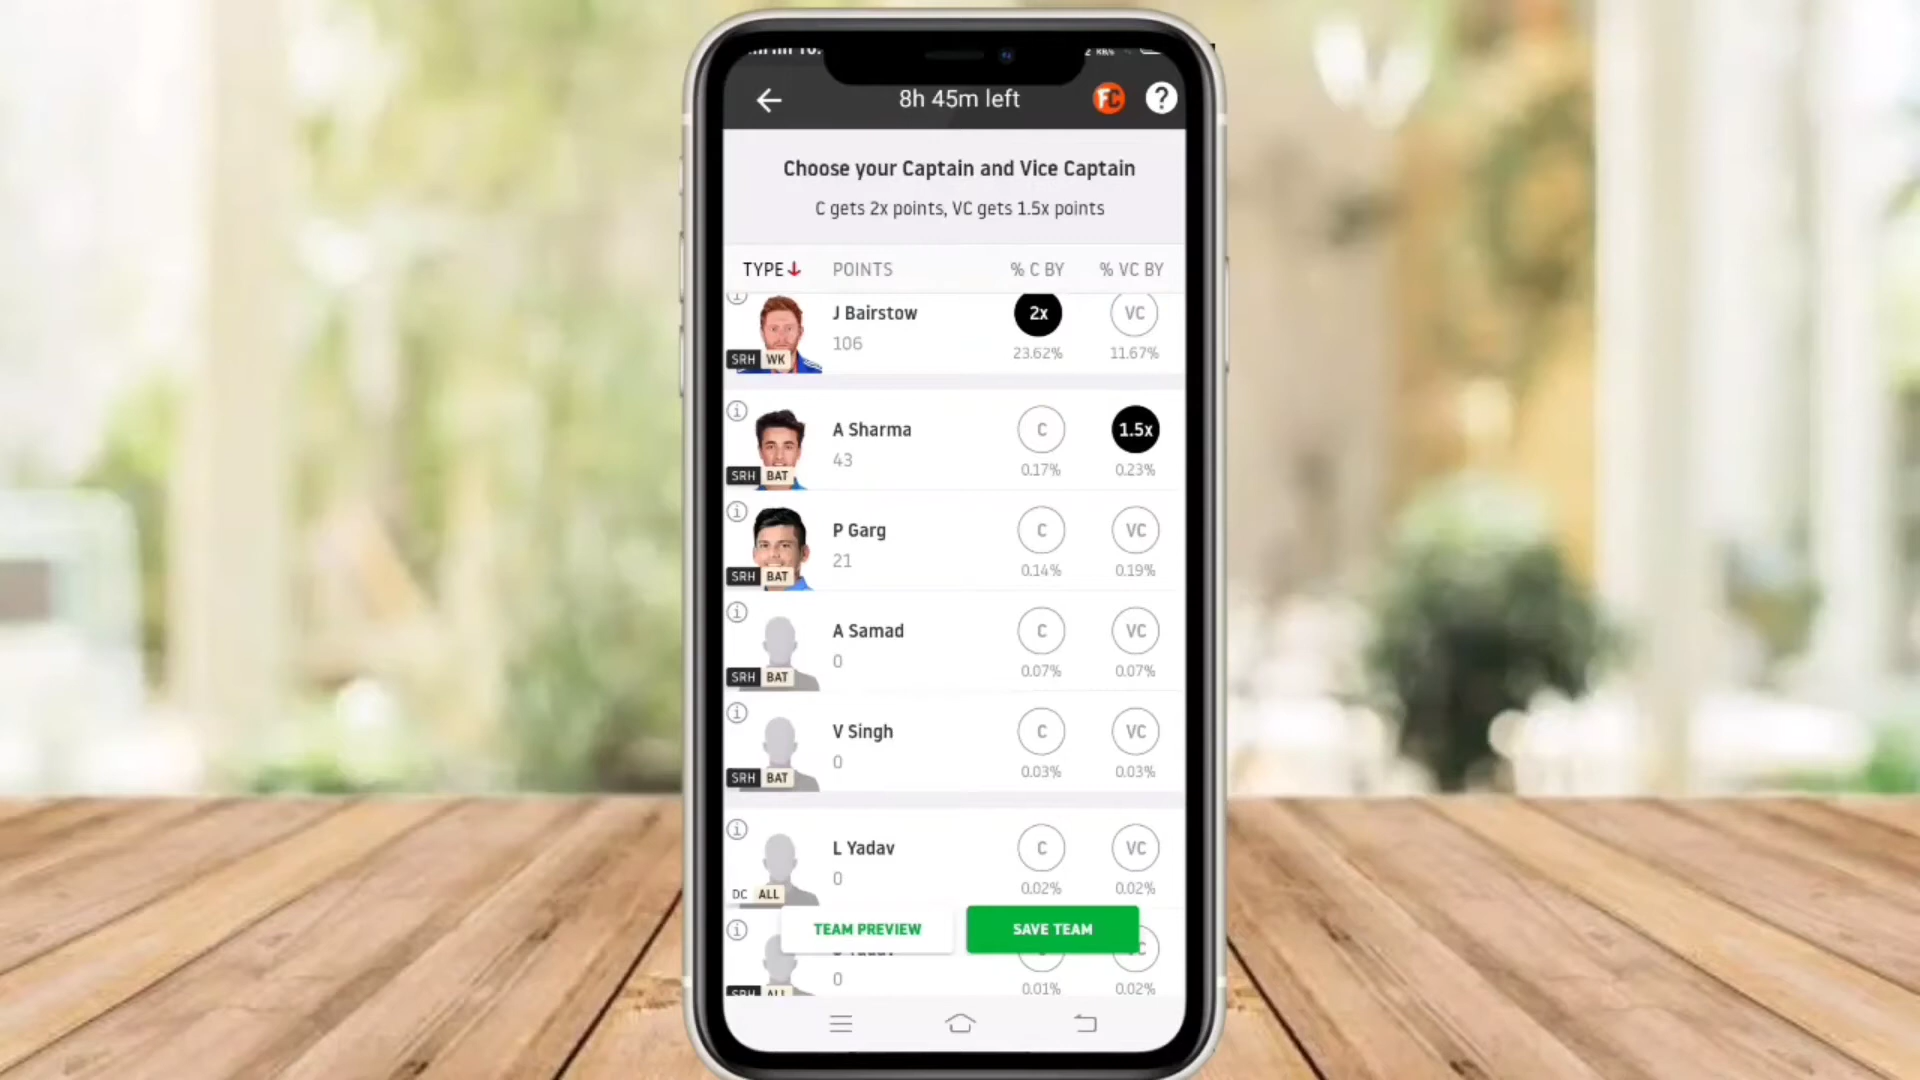 8h 45m left
FC
?
Choose your Captain and Vice Captain
C gets 2x points, VC gets 1.5x points
TYPE POINTS % C BY % VC BY
J Bairstow 2x VC
106 23.62% 11.67%
SRH WK
A Sharma C 1.5x
43 0.17% 0.23%
SRH BAT
P Garg C VC
21 0.14% 0.19%
SRH BAT
A Samad C VC
0 0.07% 0.07%
SRH BAT
V Singh C VC
0 0.03% 0.03%
SRH BAT
L Yadav C VC
0 0.02% 0.02%
DC ALL
TEAM PREVIEW SAVE TEAM
0 0.01% 0.02%
SRH ALL